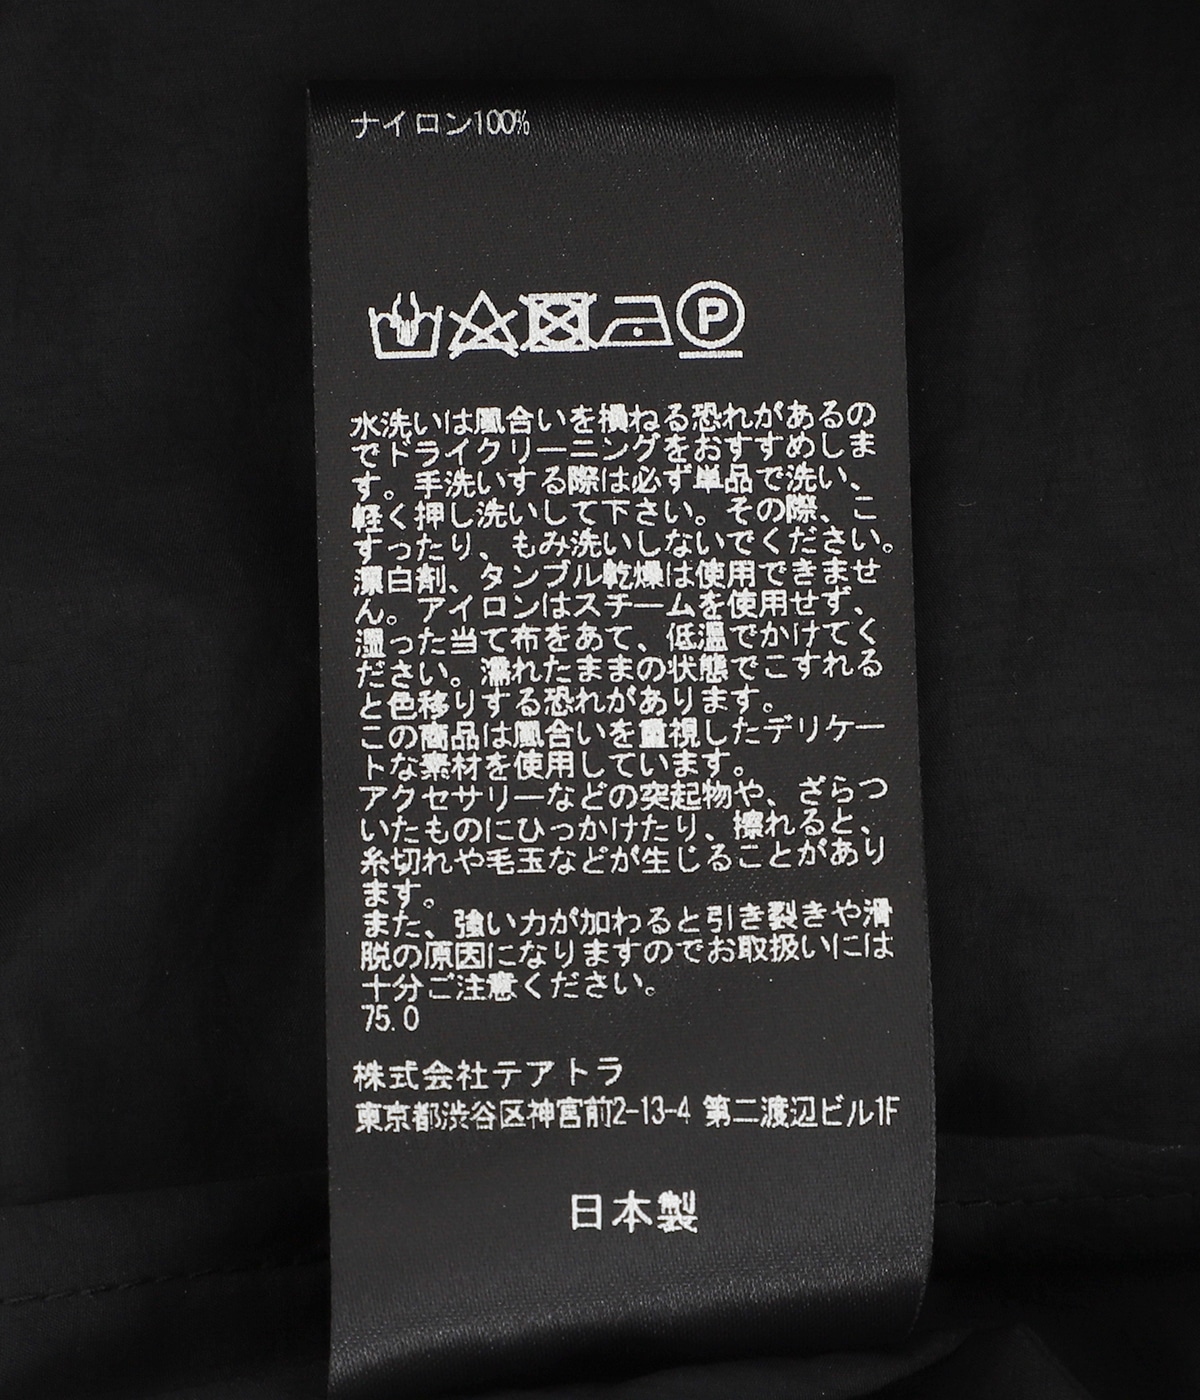 ナイロン100%
P
水洗いは風合いを損ねる恐れがあるの
でドライクリーニングをおすすめしま
す。手洗いする際は必ず単品で洗い、
軽く押し洗いして下さい。その際、こ
すったり、もみ洗いしないでください。
漂白剤、タンブル乾燥は使用できませ
ん。アイロンはスチームを使用せず、
湿った当て布をあて、低温でかけてく
ださい。濡れたままの状態でこすれる
と色移りする恐れがあります。
この商品は風合いを重視したデリケー
トな素材を使用しています。
アクセサリーなどの突起物や、ざらつ
いたものにひっかけたり、擦れると、
糸切れや毛玉などが生じることがあり
ます。
また、強い力が加わると引き裂きや滑
脱の原因になりますのでお取扱いには
十分ご注意ください。
75.0
株式会社テアトラ
東京都渋谷区神宮前2-13-4 第二渡辺ビル1F
日本製